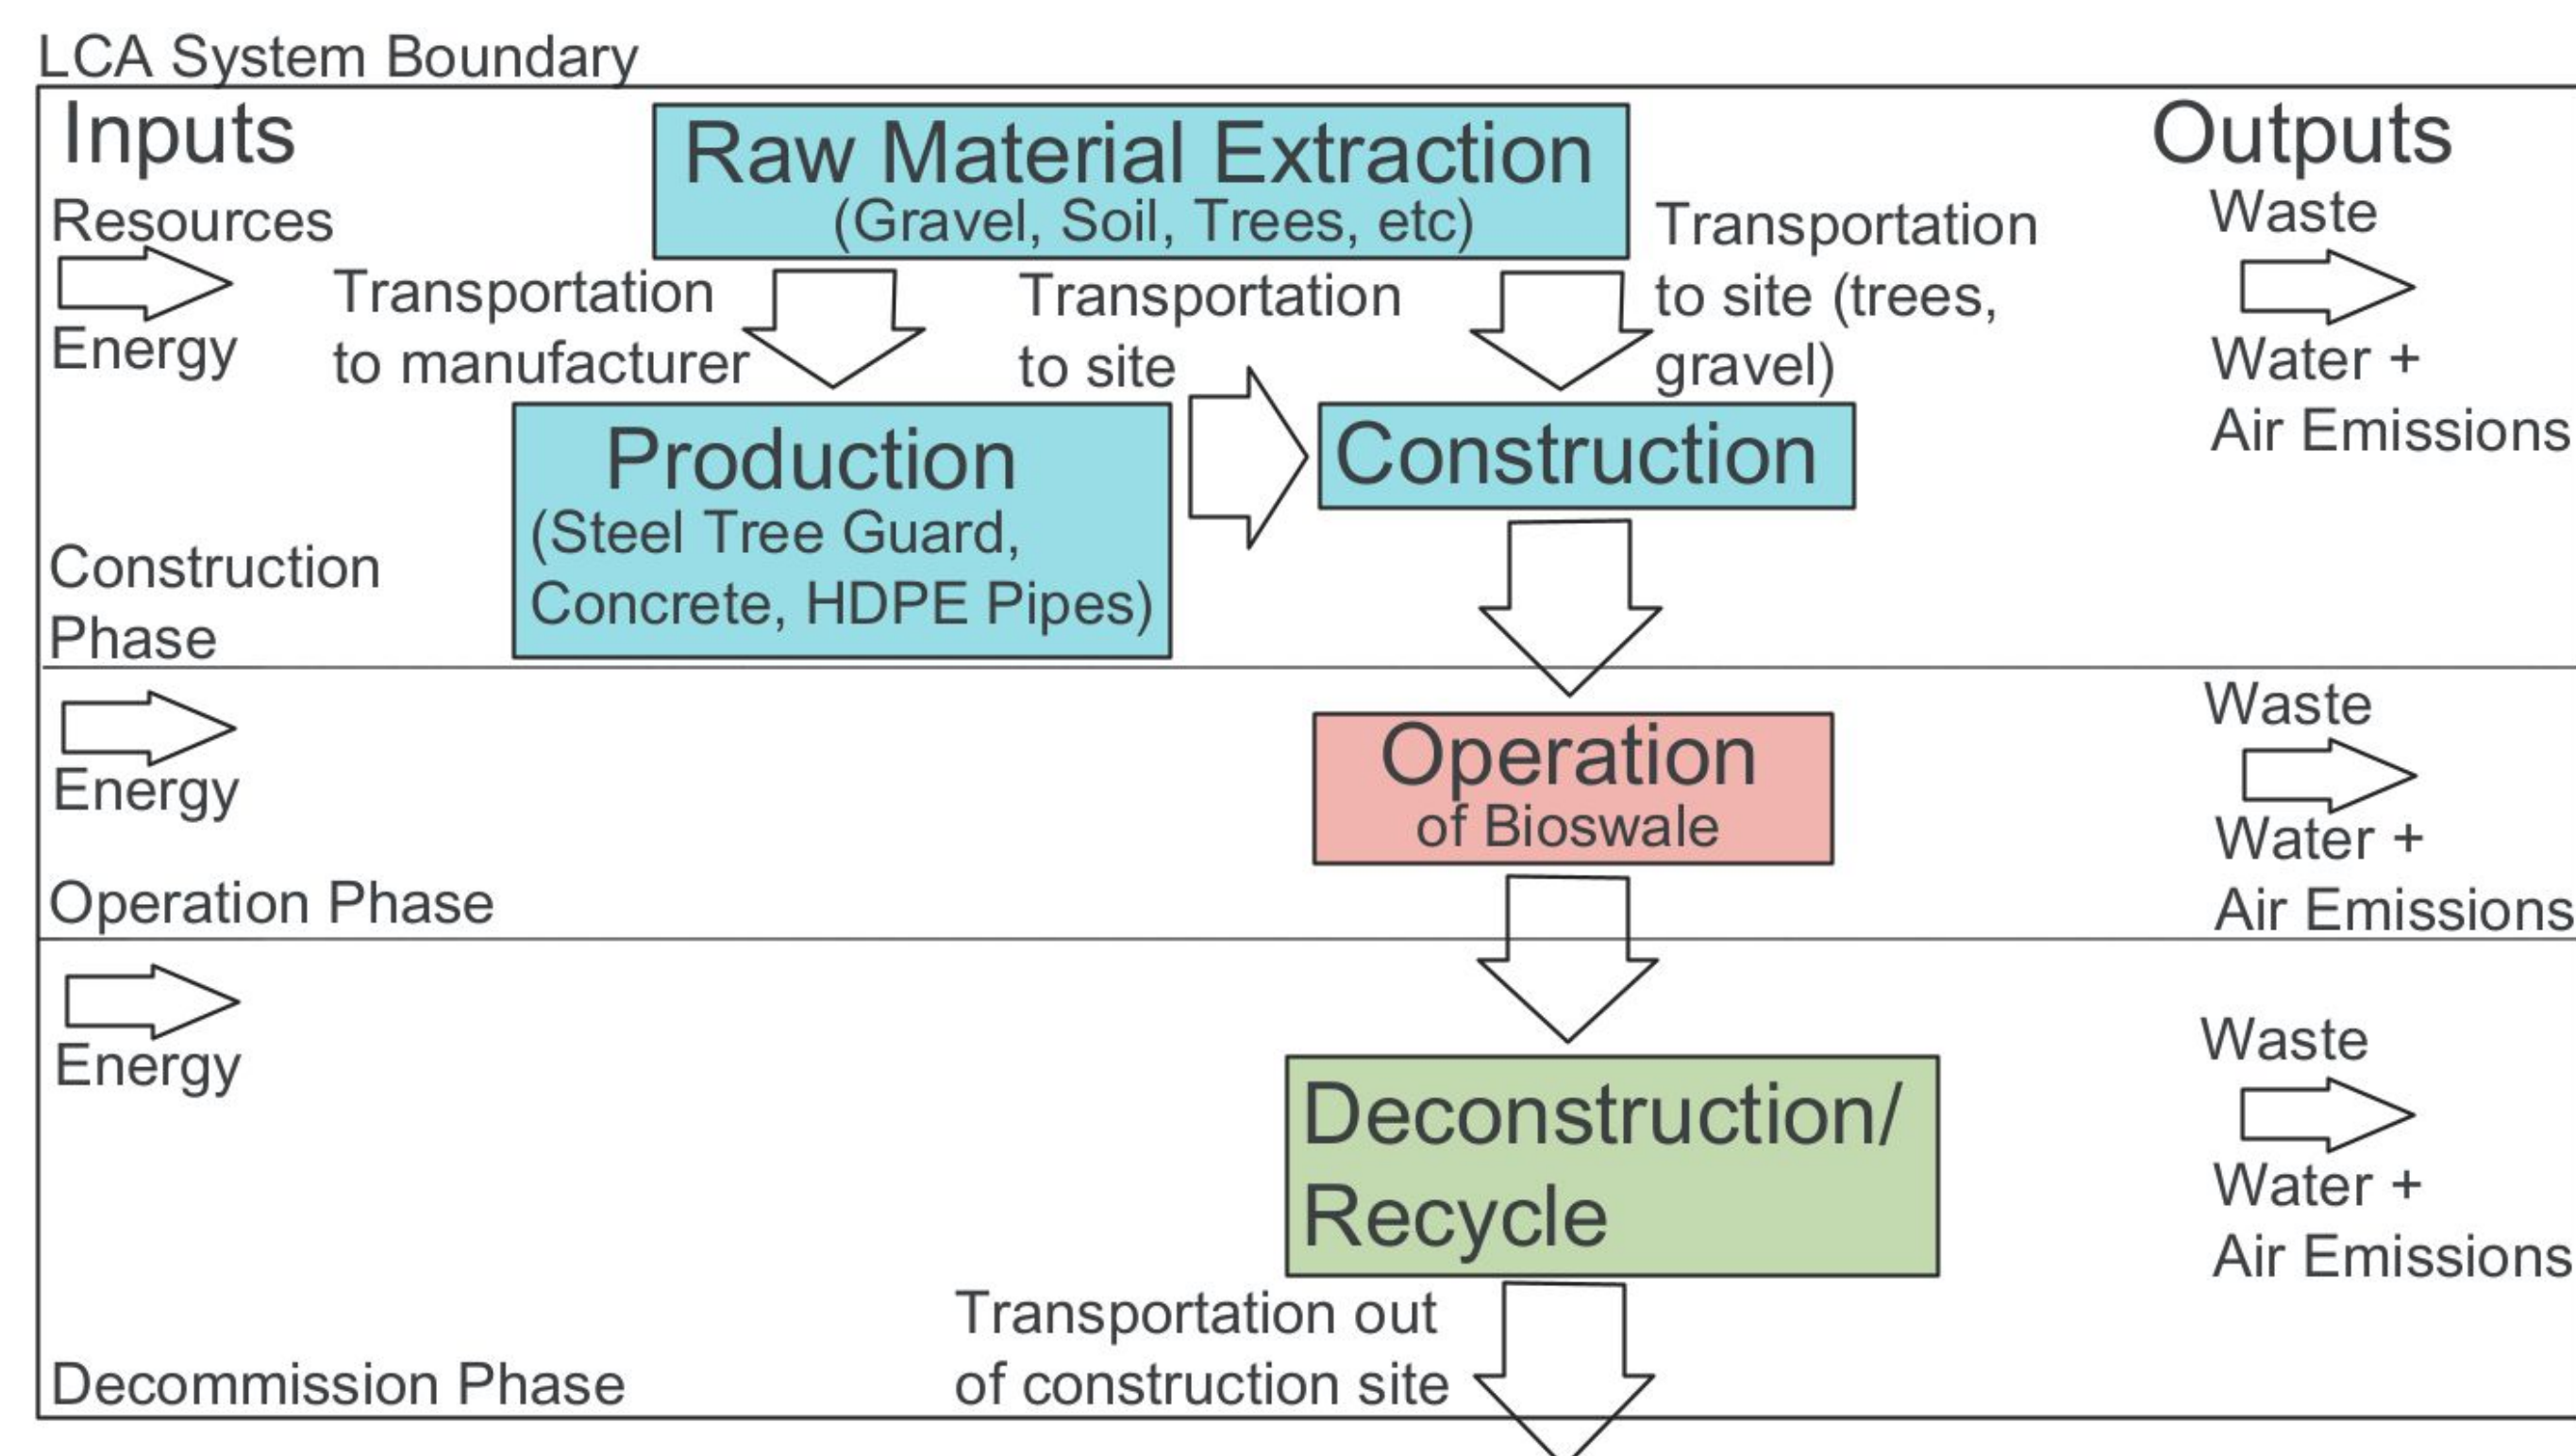 LCA System Boundary
Inputs
Resources
Energy
Raw Material Extraction
(Gravel, Soil, Trees, etc)
Outputs
Waste
Water +
Air Emissions
Transportation
to manufacturer
Transportation
to site
Transportation
to site (trees,
gravel)
Production
(Steel Tree Guard,
Concrete, HDPE Pipes)
Construction
Construction
Phase
Energy
Operation
of Bioswale
Waste
Water +
Air Emissions
Operation Phase
Energy
Deconstruction/
Recycle
Waste
Water +
Air Emissions
Transportation out
of construction site
Decommission Phase